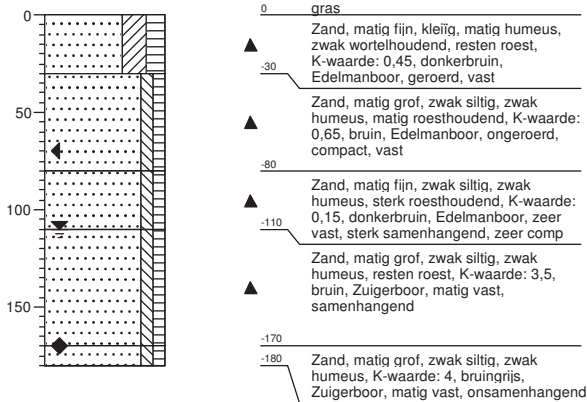 0
50
100
150
0 gras
Zand, matig fijn, kleiïg, matig humeus,
zwak wortelhoudend, resten roest,
K-waarde: 0,45, donkerbruin,
Edelmanboor, geroerd, vast
-30
Zand, matig grof, zwak siltig, zwak
humeus, matig roesthoudend, K-waarde:
0,65, bruin, Edelmanboor, ongeroerd,
compact, vast
-80
Zand, matig fijn, zwak siltig, zwak
humeus, sterk roesthoudend, K-waarde:
0,15, donkerbruin, Edelmanboor, zeer
vast, sterk samenhangend, zeer comp
-110
Zand, matig grof, zwak siltig, zwak
humeus, resten roest, K-waarde: 3,5,
bruin, Zuigerboor, matig vast,
samenhangend
-170
-180
Zand, matig grof, zwak siltig, zwak
humeus, K-waarde: 4, bruingrijs,
Zuigerboor, matig vast, onsamenhangend